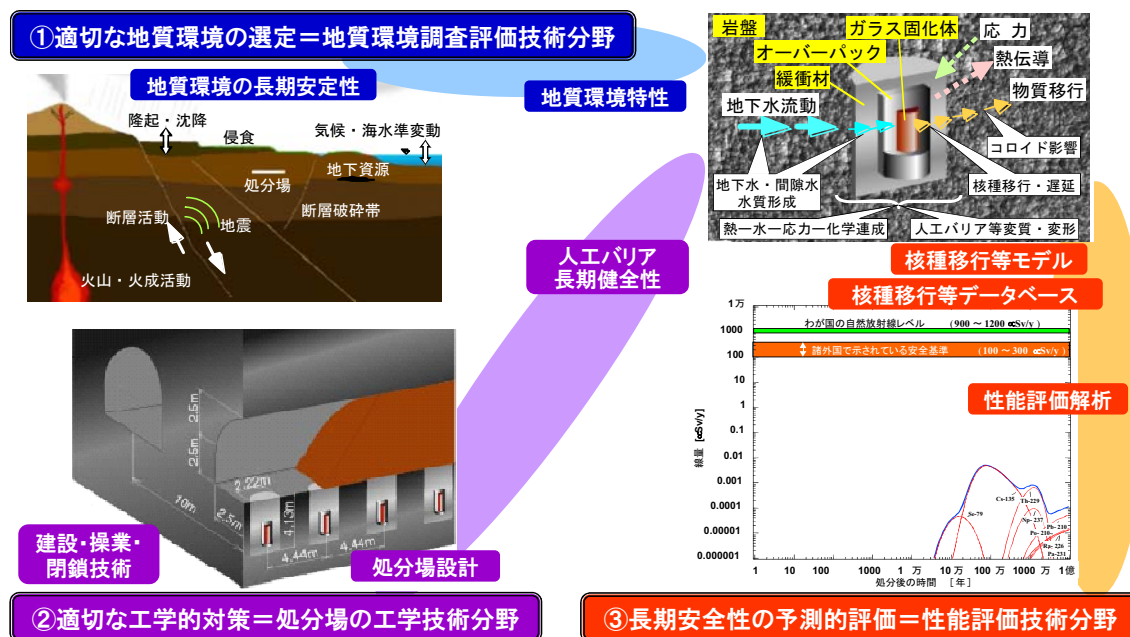 ①適切な地質環境の選定=地質環境調査評価技術分野
地質環境の長期安定性
隆起・沈降
侵食
気候・海水準変動
地下資源
処分場
断層活動
地震
断層破砕帯
火山・火成活動
地質環境特性
岩盤
ガラス固化体
オーバーパック
緩衝材
応 力
熱伝導
物質移行
地下水流動
コロイド影響
地下水・間隙水
水質形成
核種移行・遅延
熱ー水ー応力ー化学連成
人工バリア等変質・変形
人工バリア
長期健全性
核種移行等モデル
核種移行等データベース
性能評価解析
1万
1000
100
10
1
0.1
0.01
0.001
0.0001
0.00001
0.000001
線量 [∝Sv/y]
わが国の自然放射線レベル (900 ~ 1200 ∝Sv/y)
諸外国で示されている安全基準 (100 ~ 300 ∝Sv/y)
Se-79
Cs-135
Th-229
Np-237
Pb-210
Po-210
Ra-226
Pa-231
1 10 100 1000 1万 10万 100万 1000万 1億
処分後の時間 [年]
2.5m
2.5m
2.22m
10m
2.5m
4.13m
4.44m
4.44m
建設・操業・
閉鎖技術
処分場設計
②適切な工学的対策=処分場の工学技術分野
③長期安全性の予測的評価=性能評価技術分野